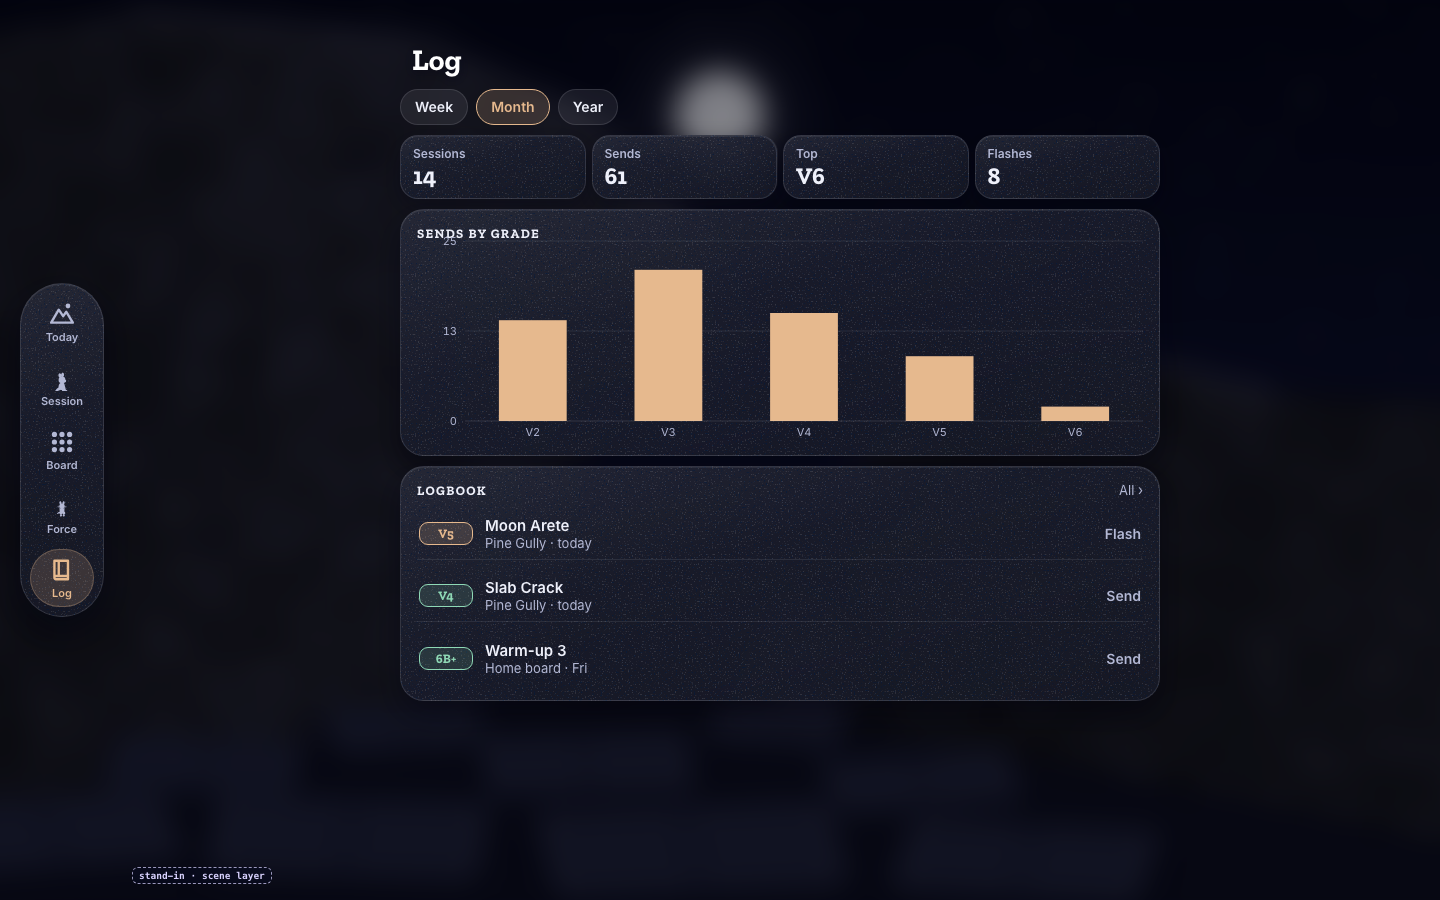 Log
Week Month Year
Sessions Sends Top Flashes
14 61 V6 8
SENDS BY GRADE
25
13
0
V2 V3 V4 V5 V6
LOGBOOK All ›
V5 Moon Arete Flash
Pine Gully · today
V4 Slab Crack Send
Pine Gully · today
6B+ Warm-up 3 Send
Home board · Fri
Today
Session
Board
Force
Log
stand-in · scene layer